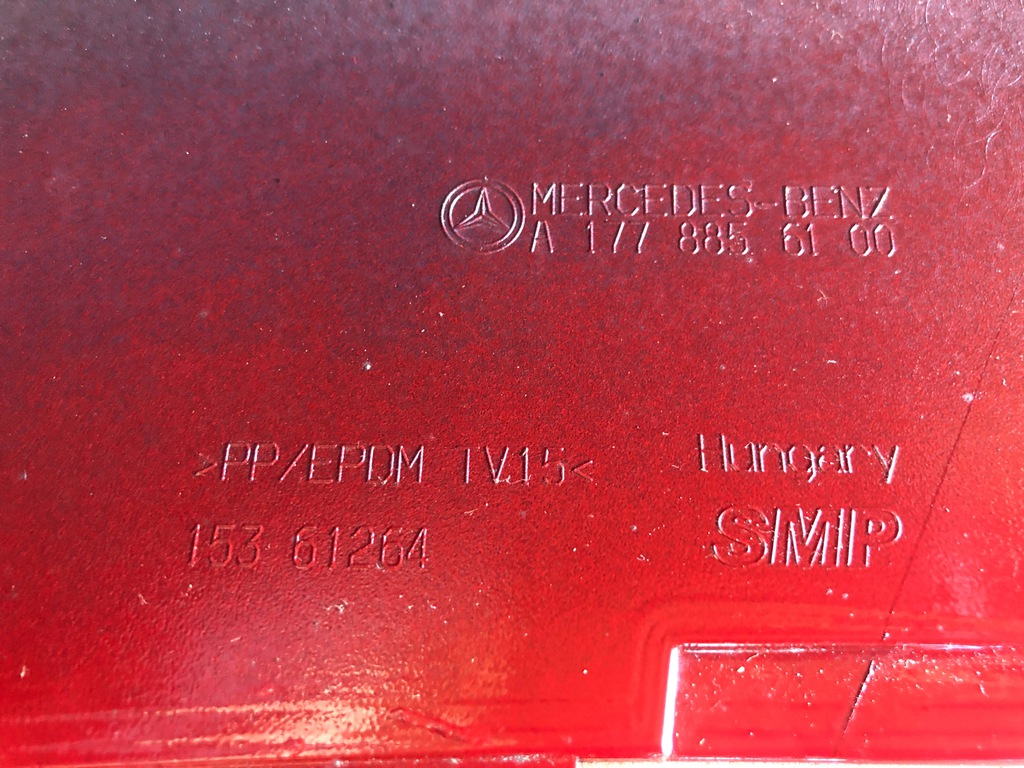 MERCEDES-BENZ
A 177 885 61 00
>PP/EPDM TV15<
Hungary
153 61264
SMP